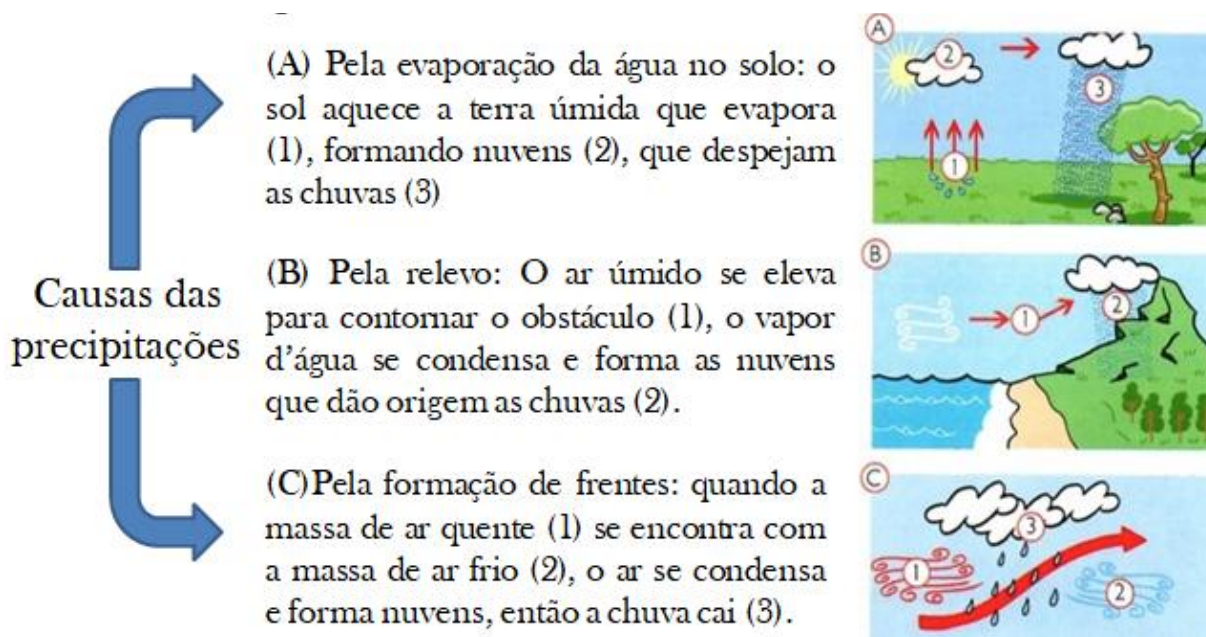 (A) Pela evaporação da água no solo: o
sol aquece a terra úmida que evapora
(1), formando nuvens (2), que despejam
as chuvas (3)
Causas das
precipitações
(B) Pela relevo: O ar úmido se eleva
para contornar o obstáculo (1), o vapor
d'água se condensa e forma as nuvens
que dão origem as chuvas (2).
(C)Pela formação de frentes: quando a
massa de ar quente (1) se encontra com
a massa de ar frio (2), o ar se condensa
e forma nuvens, então a chuva cai (3).
A
2
3
1
B
1
2
C
3
1
2